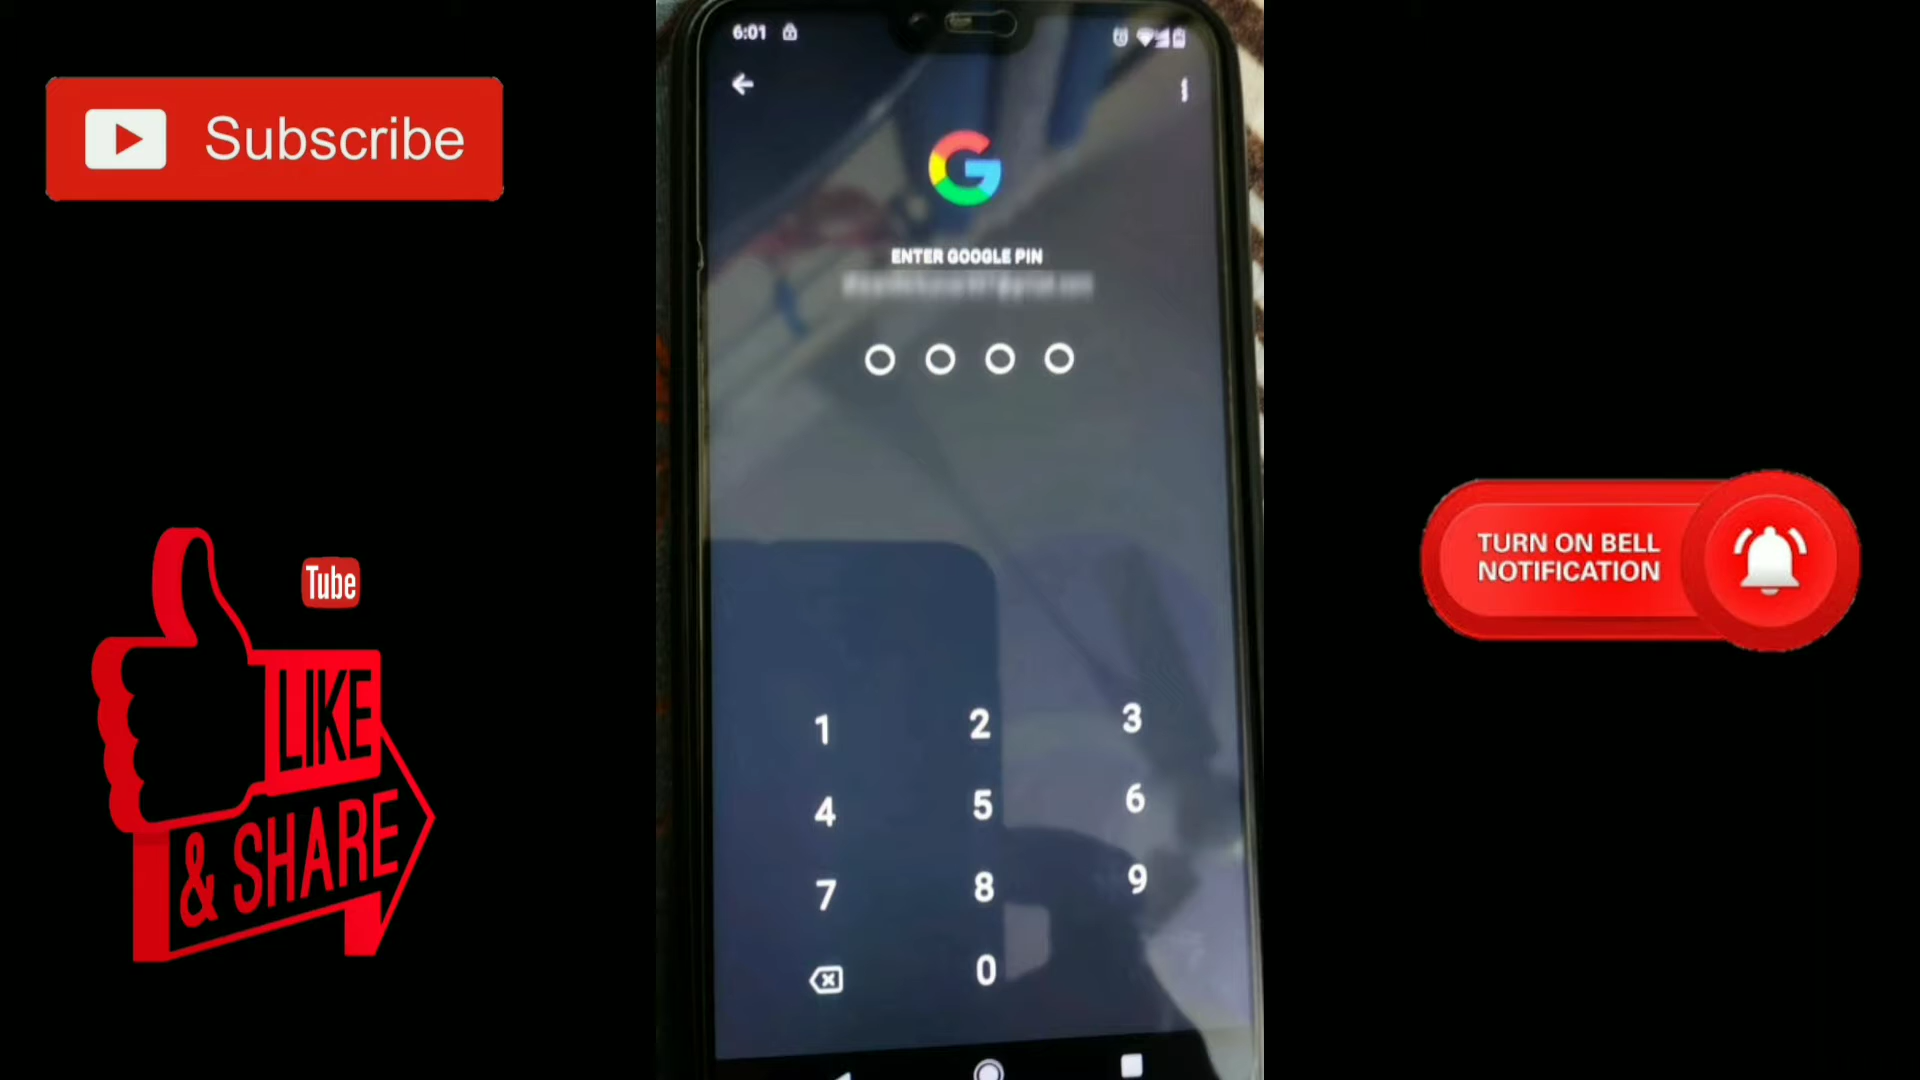 Subscribe
Tube
LIKE
& SHARE
6:01
ENTER GOOGLE PIN
1 2 3
4 5 6
7 8 9
0
TURN ON BELL
NOTIFICATION